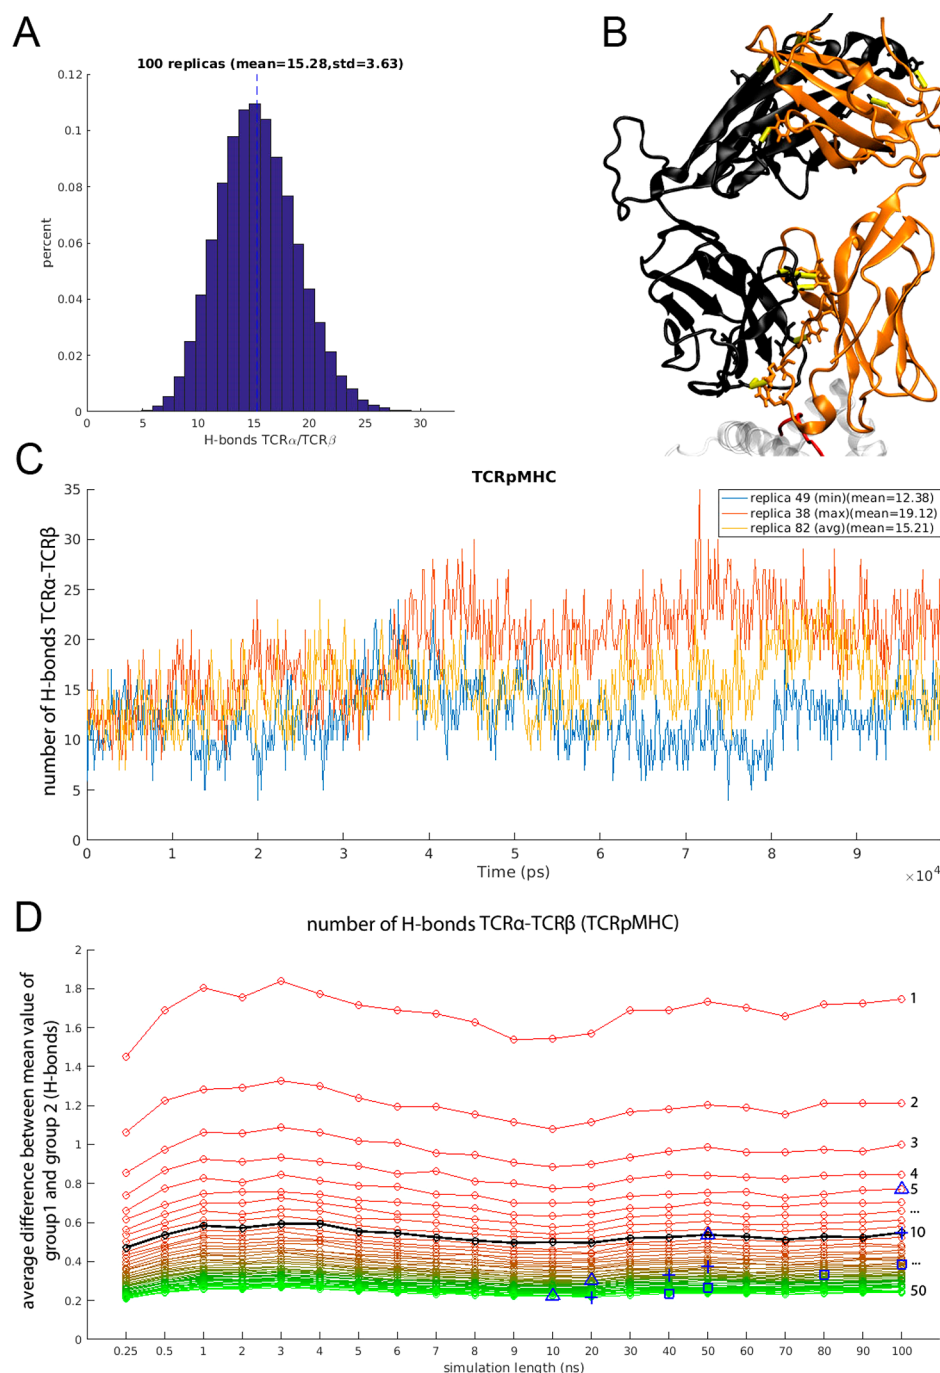 A
100 replicas (mean=15.28,std=3.63)
0.12
0.1
0.08
0.06
0.04
0.02
0
percent
0 5 10 15 20 25 30
H-bonds TCRα/TCRβ
B
C
TCRpMHC
replica 49 (min)(mean=12.38)
replica 38 (max)(mean=19.12)
replica 82 (avg)(mean=15.21)
35
30
25
20
15
10
5
0
number of H-bonds TCRα-TCRβ
0 1 2 3 4 5 6 7 8 9
Time (ps)
×10⁴
D
number of H-bonds TCRα-TCRβ (TCRpMHC)
2
1.8
1.6
1.4
1.2
1
0.8
0.6
0.4
0.2
0
average difference between mean value of
group1 and group 2 (H-bonds)
1
2
3
4
5
...
10
...
50
0.25 0.5 1 2 3 4 5 6 7 8 9 10 20 30 40 50 60 70 80 90 100
simulation length (ns)